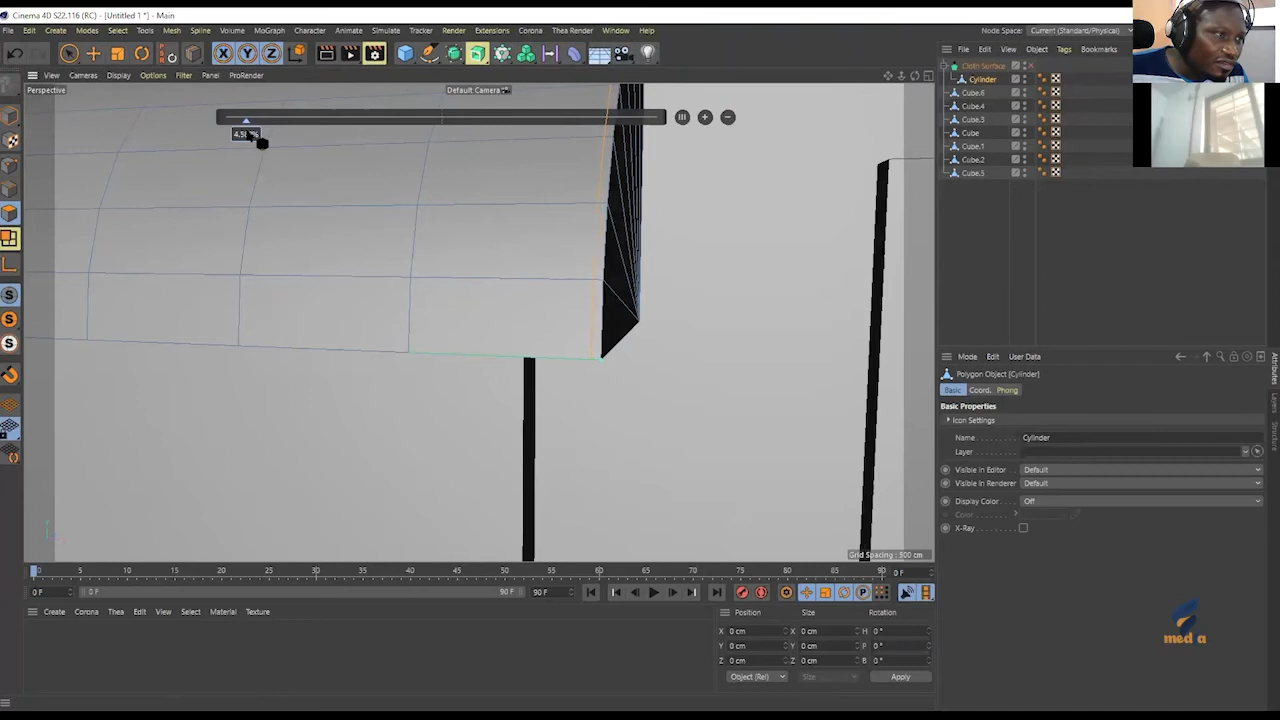 Cinema 4D S22.116 (RC) - [Untitled 1 *] - Main
File Edit Create Modes Select Tools Mesh Spline Volume MoGraph Character Animate Simulate Tracker Render Extensions Corona Thea Render Window Help
Node Space: Current (Standard/Physical)
File Edit View Object Tags Bookmarks
View Cameras Display Options Filter Panel ProRender
Perspective
Default Camera
Cloth Surface
Cylinder
Cube.6
Cube.4
Cube.3
Cube
Cube.1
Cube.2
Cube.5
X Y Z
S
S
S
Grid Spacing : 500 cm
Mode Edit User Data
Polygon Object [Cylinder]
Basic Coord. Phong
Basic Properties
Icon Settings
Name Cylinder
Layer
Visible in Editor Default
Visible in Renderer Default
Display Color Off
Color
X-Ray
Attributes
Layers
Structure
0 5 10 15 20 25 30 35 40 45 50 55 60 65 70 75 80 85 90 0 F
0 F 0 F 90 F 90 F
P
Create Corona Thea Edit View Select Material Texture
Position Size Rotation
X 0 cm X 0 cm H 0 °
Y 0 cm Y 0 cm P 0 °
Z 0 cm Z 0 cm B 0 °
Object (Rel) Size Apply
med a